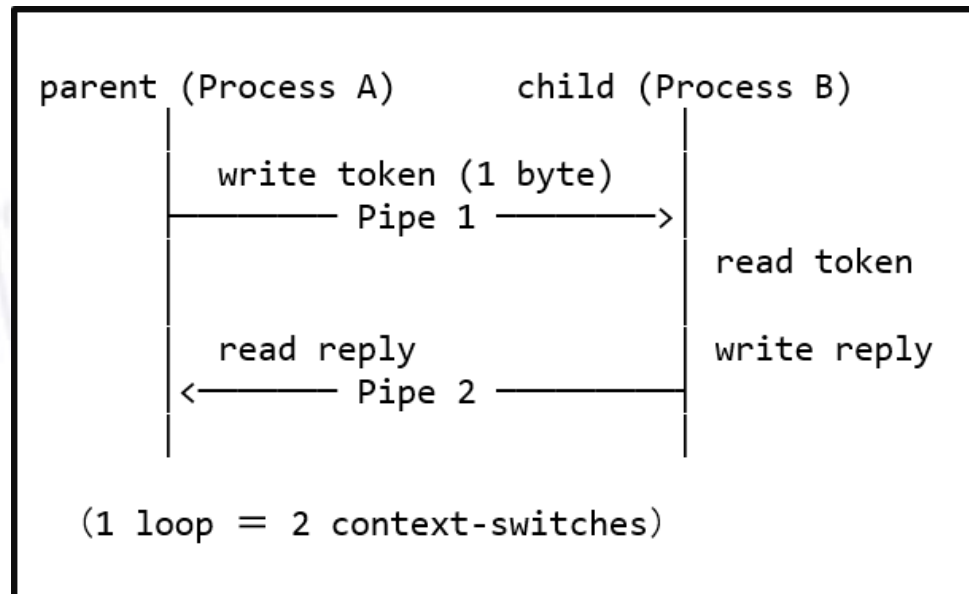 parent (Process A) child (Process B)
write token (1 byte)
Pipe 1
read token
read reply write reply
Pipe 2
(1 loop = 2 context-switches)